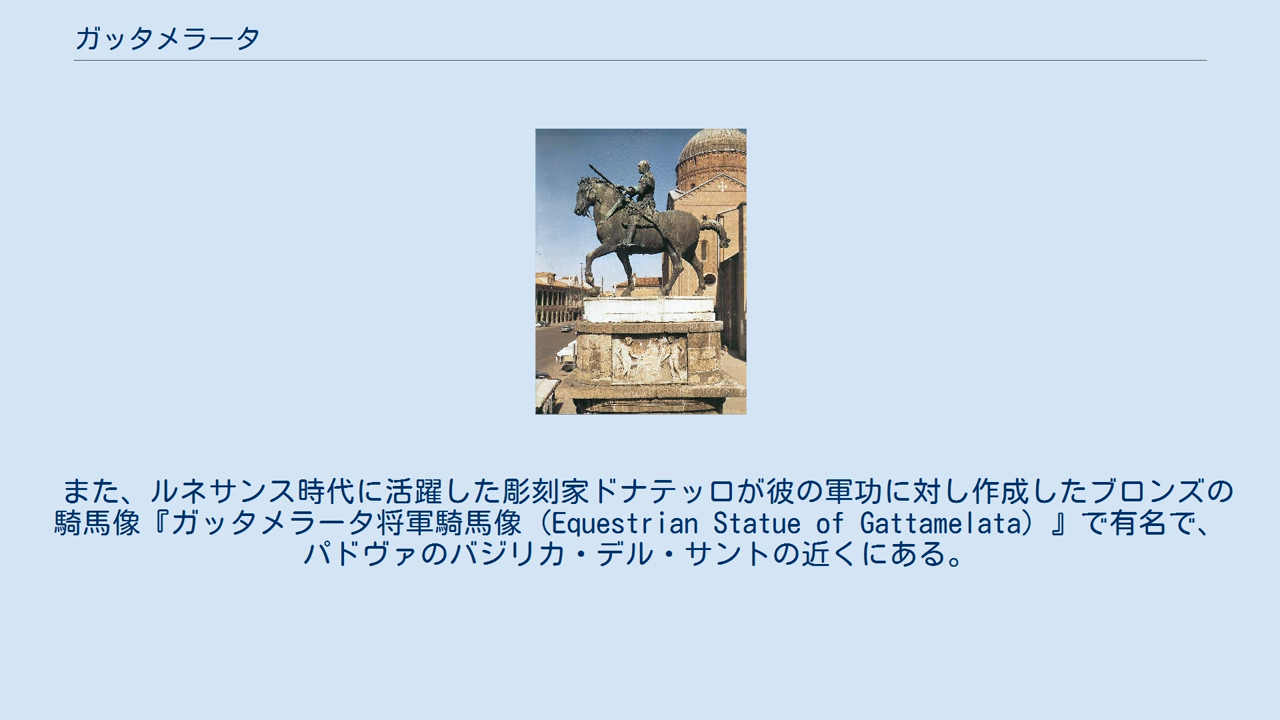 ガッタメラータ
また、ルネサンス時代に活躍した彫刻家ドナテッロが彼の軍功に対し作成したブロンズの
騎馬像『ガッタメラータ将軍騎馬像（Equestrian Statue of Gattamelata）』で有名で、
パドヴァのバジリカ・デル・サントの近くにある。